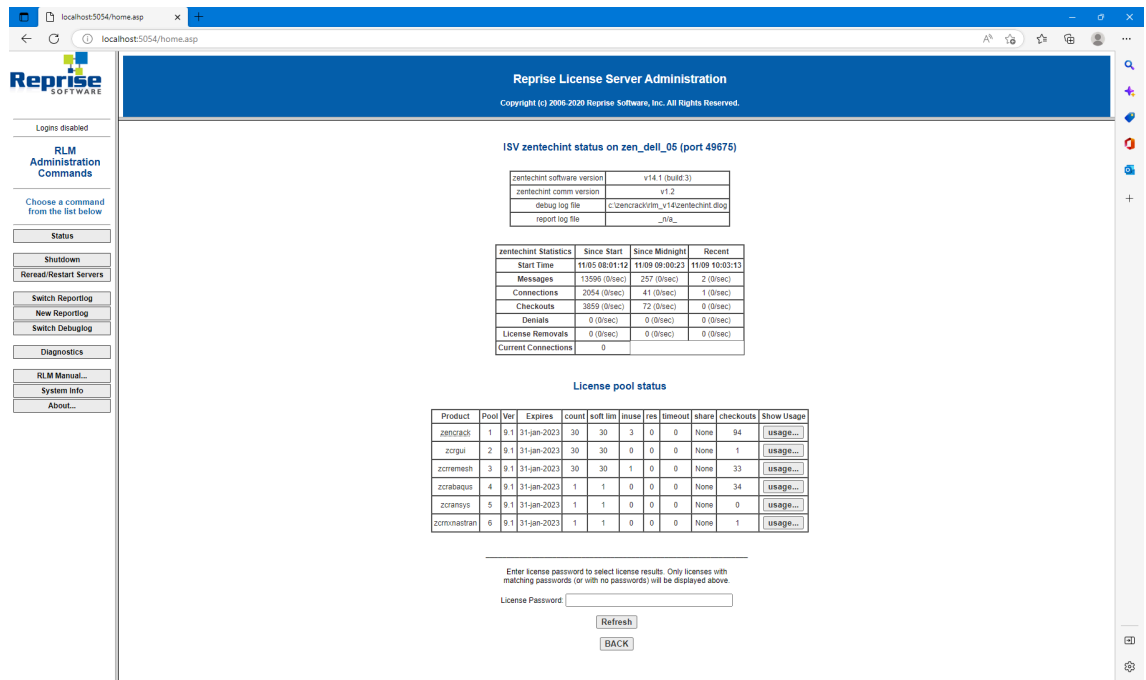 localhost:5054/home.asp
localhost:5054/home.asp
Reprise
SOFTWARE
Reprise License Server Administration
Copyright (c) 2006-2020 Reprise Software, Inc. All Rights Reserved.
Logins disabled
RLM
Administration
Commands
Choose a command
from the list below
Status
Shutdown
Reread/Restart Servers
Switch Reportlog
New Reportlog
Switch Debuglog
Diagnostics
RLM Manual...
System Info
About...
ISV zentechint status on zen_dell_05 (port 49675)
zentechint software version v14.1 (build:3)
zentechint comm version v1.2
debug log file c:\zencrack\rlm_v14\zentechint.dlog
report log file _n/a_
zentechint Statistics Since Start Since Midnight Recent
Start Time 11/05 08:01:12 11/09 09:00:23 11/09 10:03:13
Messages 13596 (0/sec) 257 (0/sec) 2 (0/sec)
Connections 2054 (0/sec) 41 (0/sec) 1 (0/sec)
Checkouts 3859 (0/sec) 72 (0/sec) 0 (0/sec)
Denials 0 (0/sec) 0 (0/sec) 0 (0/sec)
License Removals 0 (0/sec) 0 (0/sec) 0 (0/sec)
Current Connections 0
License pool status
Product Pool Ver Expires count soft lim inuse res timeout share checkouts Show Usage
zencrack 1 9.1 31-jan-2023 30 30 3 0 0 None 94 usage...
zcrgui 2 9.1 31-jan-2023 30 30 0 0 0 None 1 usage...
zcrremesh 3 9.1 31-jan-2023 30 30 1 0 0 None 33 usage...
zcrabaqus 4 9.1 31-jan-2023 1 1 0 0 0 None 34 usage...
zcransys 5 9.1 31-jan-2023 1 1 0 0 0 None 0 usage...
zcrnxnastran 6 9.1 31-jan-2023 1 1 0 0 0 None 1 usage...
Enter license password to select license results. Only licenses with
matching passwords (or with no passwords) will be displayed above.
License Password:
Refresh
BACK